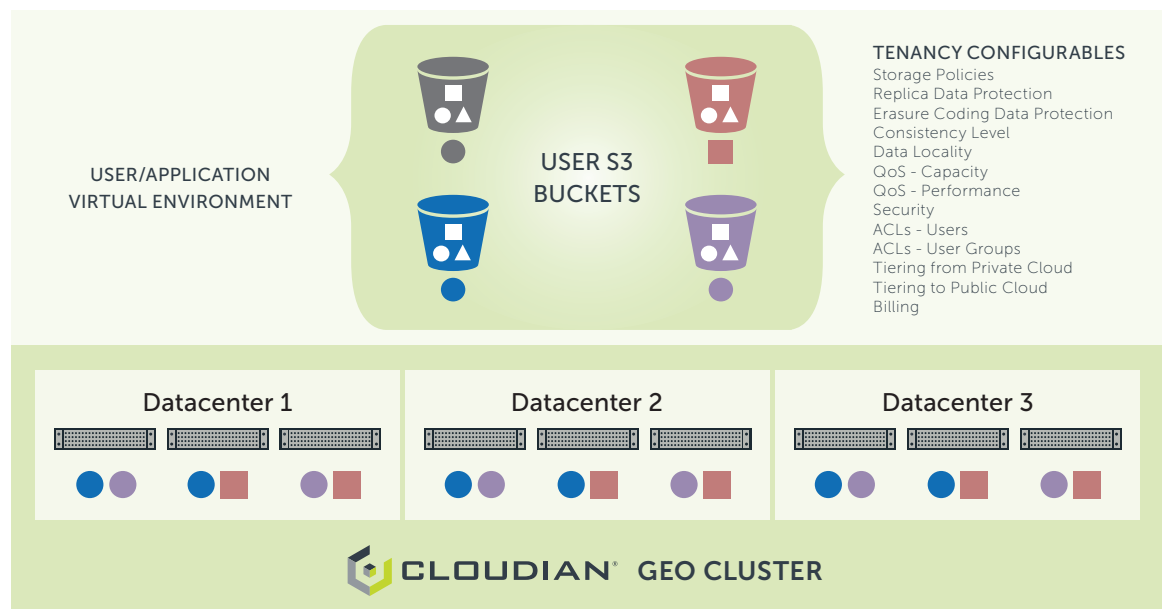 USER/APPLICATION
VIRTUAL ENVIRONMENT
USER S3
BUCKETS
TENANCY CONFIGURABLES
Storage Policies
Replica Data Protection
Erasure Coding Data Protection
Consistency Level
Data Locality
QoS - Capacity
QoS - Performance
Security
ACLs - Users
ACLs - User Groups
Tiering from Private Cloud
Tiering to Public Cloud
Billing
Datacenter 1
Datacenter 2
Datacenter 3
CLOUDIAN® GEO CLUSTER